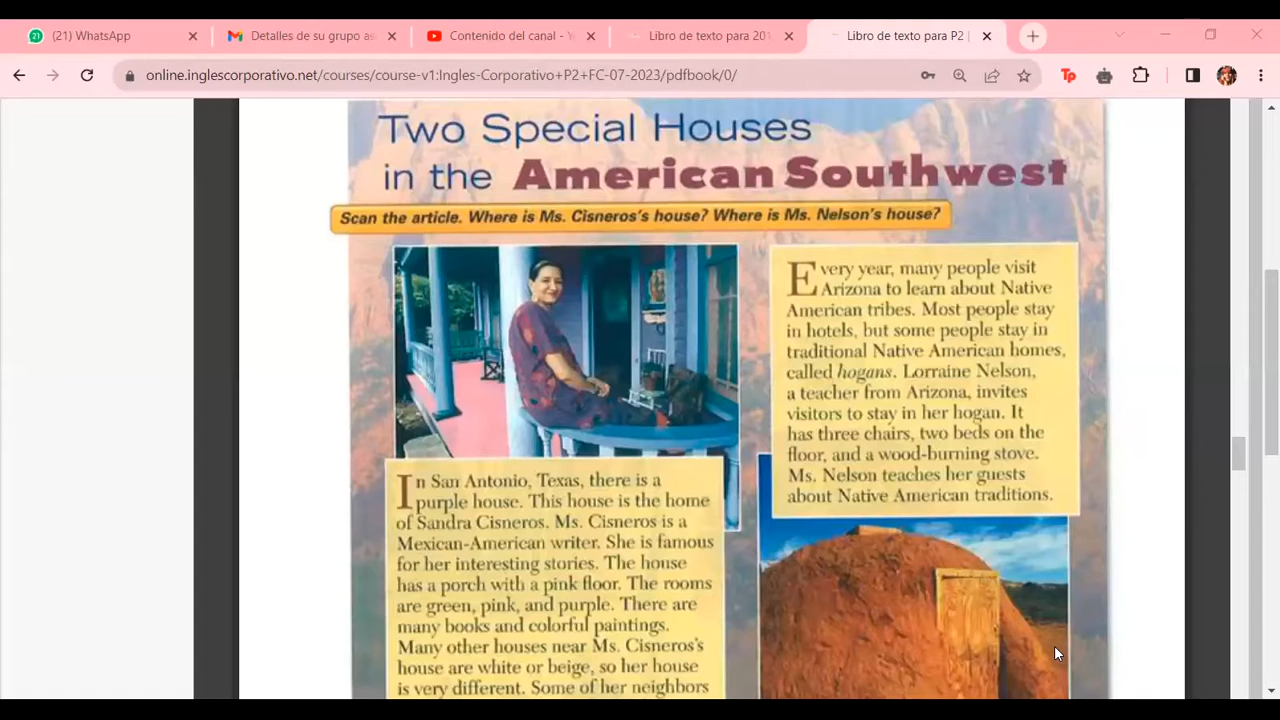 (21) WhatsApp
Detalles de su grupo as
Contenido del canal - Y
Libro de texto para 201
Libro de texto para P2 |
online.inglescorporativo.net/courses/course-v1:Ingles-Corporativo+P2+FC-07-2023/pdfbook/0/
Two Special Houses
in the American Southwest
Scan the article. Where is Ms. Cisneros's house? Where is Ms. Nelson's house?
In San Antonio, Texas, there is a
purple house. This house is the home
of Sandra Cisneros. Ms. Cisneros is a
Mexican-American writer. She is famous
for her interesting stories. The house
has a porch with a pink floor. The rooms
are green, pink, and purple. There are
many books and colorful paintings.
Many other houses near Ms. Cisneros's
house are white or beige, so her house
is very different. Some of her neighbors
Every year, many people visit
Arizona to learn about Native
American tribes. Most people stay
in hotels, but some people stay in
traditional Native American homes,
called hogans. Lorraine Nelson,
a teacher from Arizona, invites
visitors to stay in her hogan. It
has three chairs, two beds on the
floor, and a wood-burning stove.
Ms. Nelson teaches her guests
about Native American traditions.